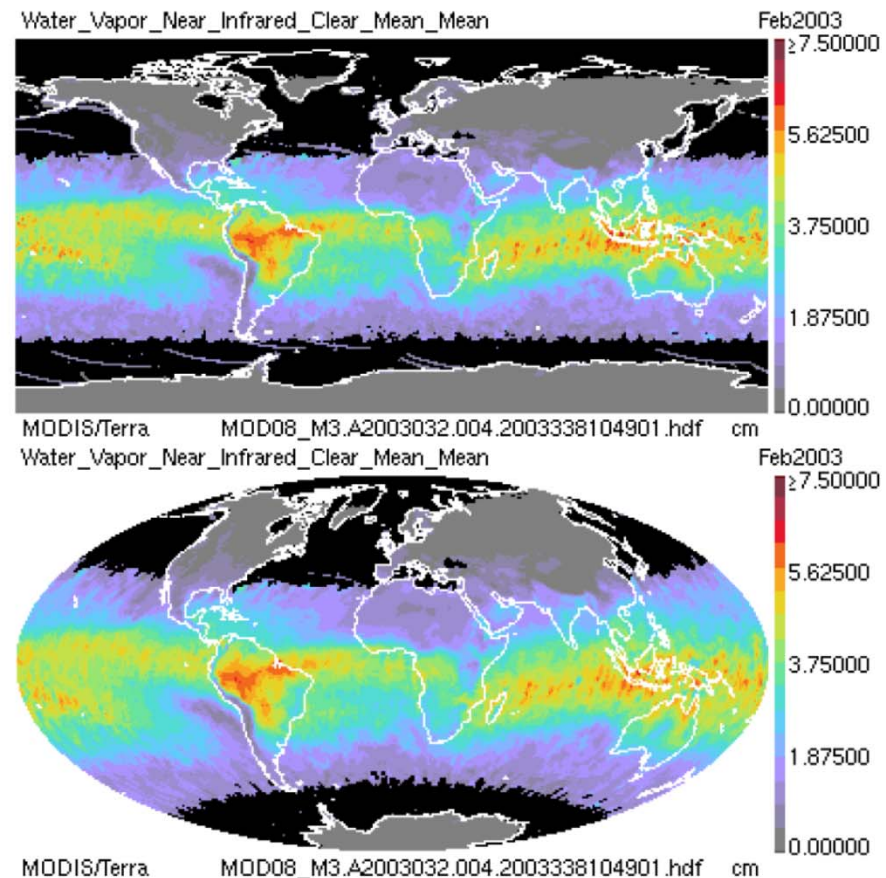 Water_Vapor_Near_Infrared_Clear_Mean_Mean Feb2003
≥7.50000
5.62500
3.75000
1.87500
0.00000
MODIS/Terra MOD08_M3.A2003032.004.2003338104901.hdf cm
Water_Vapor_Near_Infrared_Clear_Mean_Mean Feb2003
≥7.50000
5.62500
3.75000
1.87500
0.00000
MODIS/Terra MOD08_M3.A2003032.004.2003338104901.hdf cm